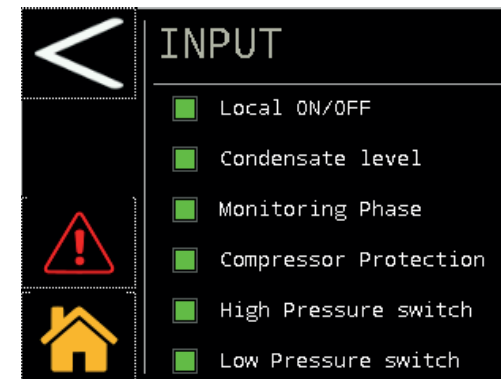 INPUT
Local ON/OFF
Condensate level
Monitoring Phase
Compressor Protection
High Pressure switch
Low Pressure switch